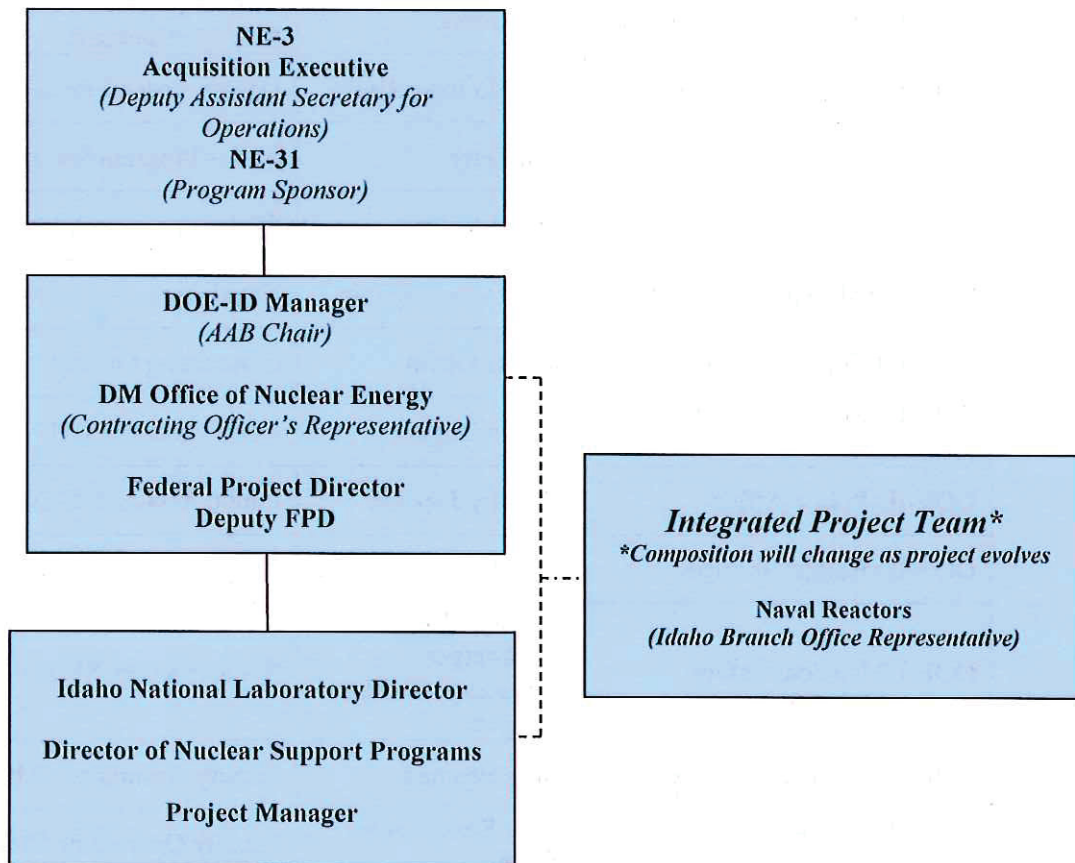 NE-3
Acquisition Executive
(Deputy Assistant Secretary for
Operations)
NE-31
(Program Sponsor)
DOE-ID Manager
(AAB Chair)
DM Office of Nuclear Energy
(Contracting Officer's Representative)
Federal Project Director
Deputy FPD
Integrated Project Team*
*Composition will change as project evolves
Naval Reactors
(Idaho Branch Office Representative)
Idaho National Laboratory Director
Director of Nuclear Support Programs
Project Manager